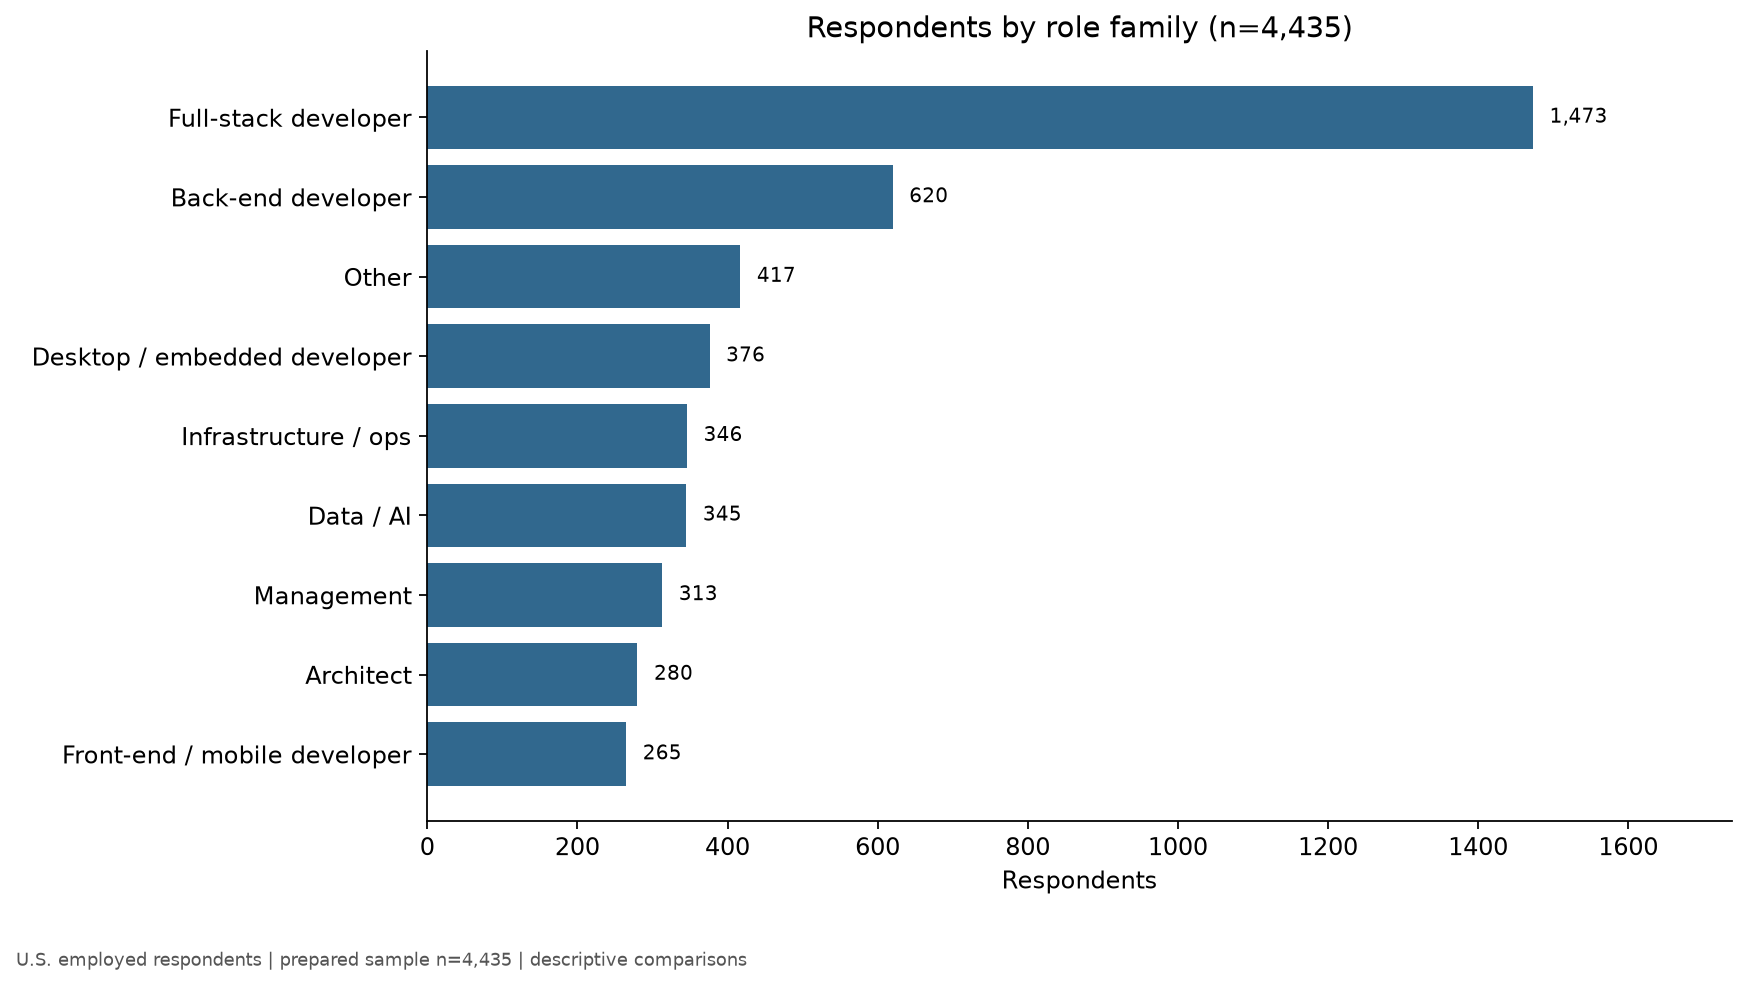 Respondents by role family (n=4,435)
Full-stack developer 1,473
Back-end developer 620
Other 417
Desktop / embedded developer 376
Infrastructure / ops 346
Data / AI 345
Management 313
Architect 280
Front-end / mobile developer 265
0 200 400 600 800 1000 1200 1400 1600
Respondents
U.S. employed respondents | prepared sample n=4,435 | descriptive comparisons